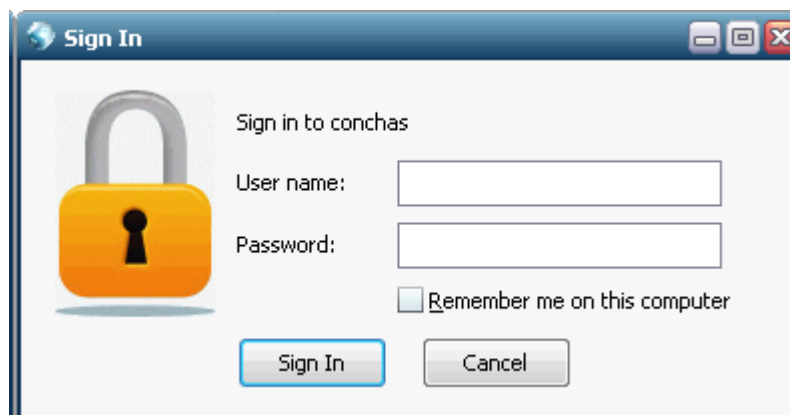 Sign In
Sign in to conchas
User name:
Password:
Remember me on this computer
Sign In Cancel